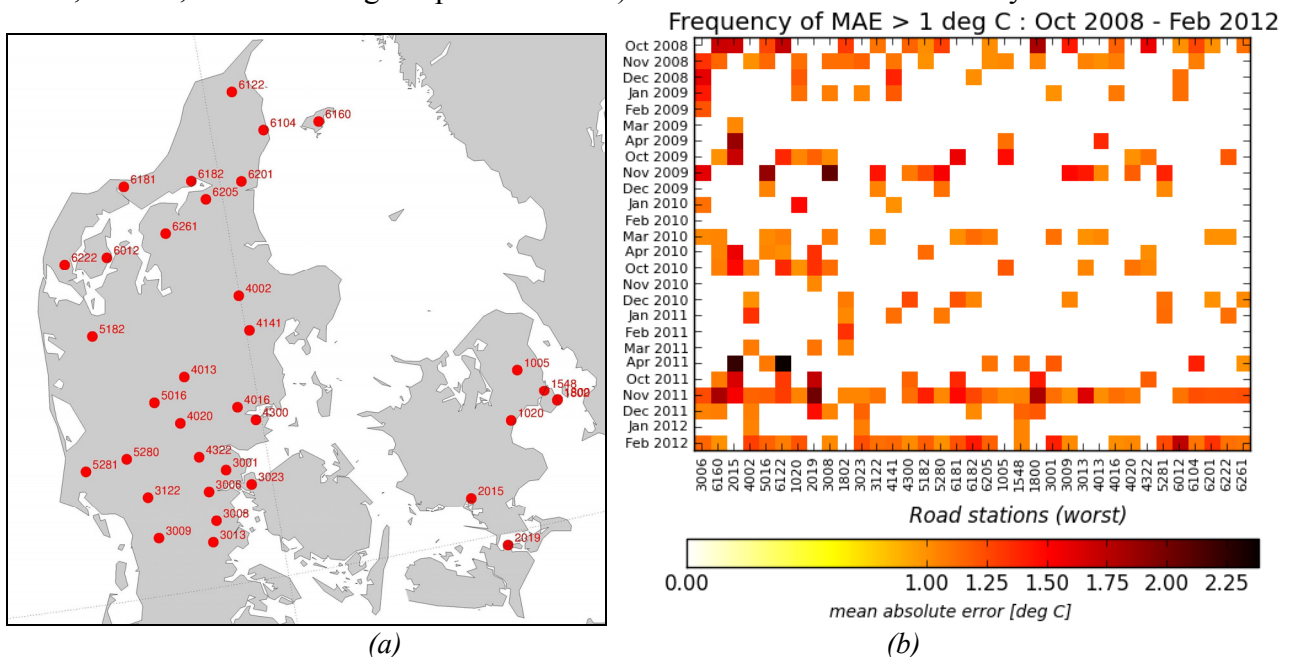 6122
6160
6104
6182
6201
6181
6205
6261
6012
6222
4002
4141
5182
1005
4013
1548
5016
4016
4300
1020
4020
4322
5280
3001
5281
3023
3006
3122
2015
3008
3009
3013
2019
(a)
Frequency of MAE > 1 deg C : Oct 2008 - Feb 2012
Oct 2008
Nov 2008
Dec 2008
Jan 2009
Feb 2009
Mar 2009
Apr 2009
Oct 2009
Nov 2009
Dec 2009
Jan 2010
Feb 2010
Mar 2010
Apr 2010
Oct 2010
Nov 2010
Dec 2010
Jan 2011
Feb 2011
Mar 2011
Apr 2011
Oct 2011
Nov 2011
Dec 2011
Jan 2012
Feb 2012
3006 6160 2015 4002 5016 6122 1020 2019 3008 1802 3023 3122 4141 4300 5182 5280 6181 6182 6205 1005 1548 1800 3001 3009 3013 4013 4016 4020 4322 5281 6012 6104 6201 6222 6261
Road stations (worst)
0.00 1.00 1.25 1.50 1.75 2.00 2.25
mean absolute error [deg C]
(b)